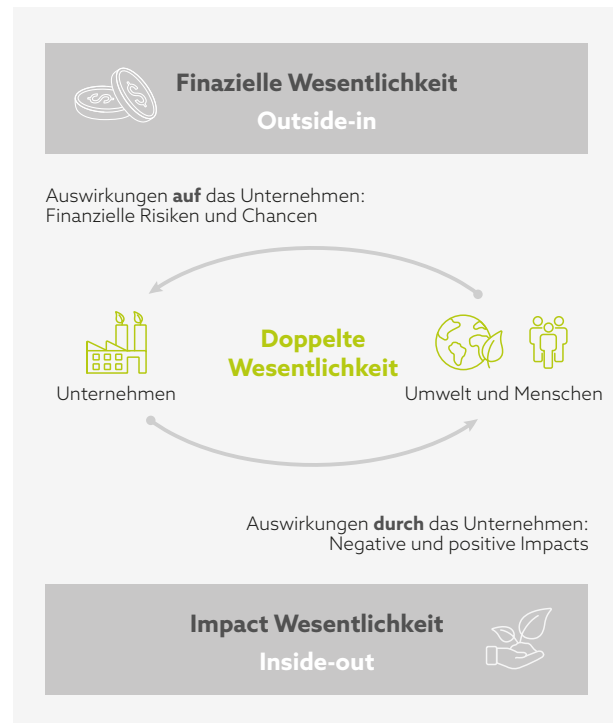 Finazielle Wesentlichkeit
Outside-in
Auswirkungen auf das Unternehmen:
Finanzielle Risiken und Chancen
Doppelte
Wesentlichkeit
Unternehmen
Umwelt und Menschen
Auswirkungen durch das Unternehmen:
Negative und positive Impacts
Impact Wesentlichkeit
Inside-out